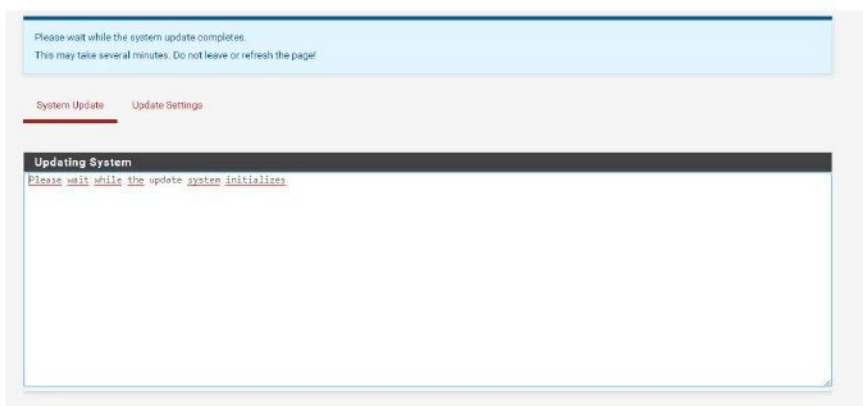 Please wait while the system update completes.
This may take several minutes. Do not leave or refresh the page!
System Update Update Settings
Updating System
Please wait while the update system initializes